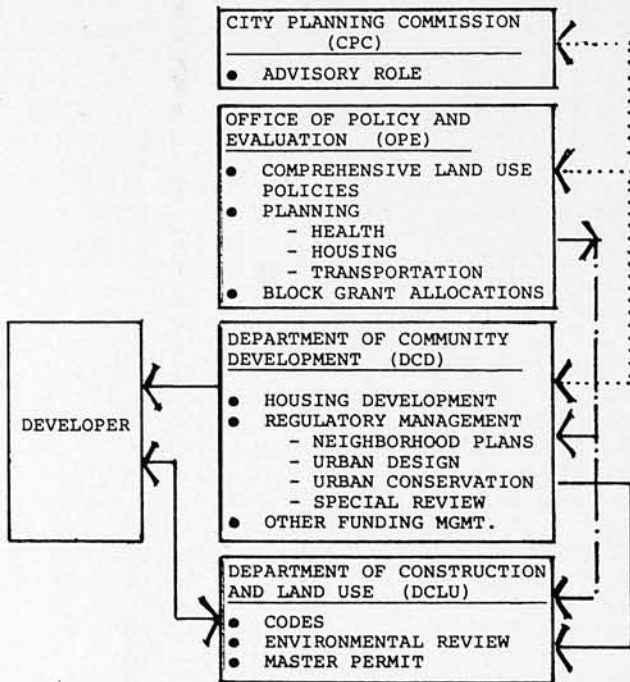 CITY PLANNING COMMISSION
(CPC)
● ADVISORY ROLE
OFFICE OF POLICY AND
EVALUATION (OPE)
● COMPREHENSIVE LAND USE
POLICIES
● PLANNING
- HEALTH
- HOUSING
- TRANSPORTATION
● BLOCK GRANT ALLOCATIONS
DEVELOPER
DEPARTMENT OF COMMUNITY
DEVELOPMENT (DCD)
● HOUSING DEVELOPMENT
● REGULATORY MANAGEMENT
- NEIGHBORHOOD PLANS
- URBAN DESIGN
- URBAN CONSERVATION
- SPECIAL REVIEW
● OTHER FUNDING MGMT.
DEPARTMENT OF CONSTRUCTION
AND LAND USE (DCLU)
● CODES
● ENVIRONMENTAL REVIEW
● MASTER PERMIT